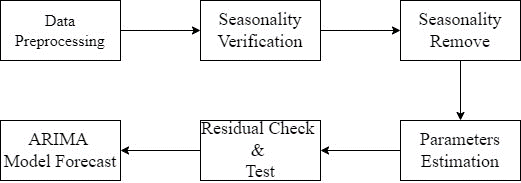 Data
Preprocessing
Seasonality
Verification
Seasonality
Remove
Parameters
Estimation
Residual Check
&
Test
ARIMA
Model Forecast